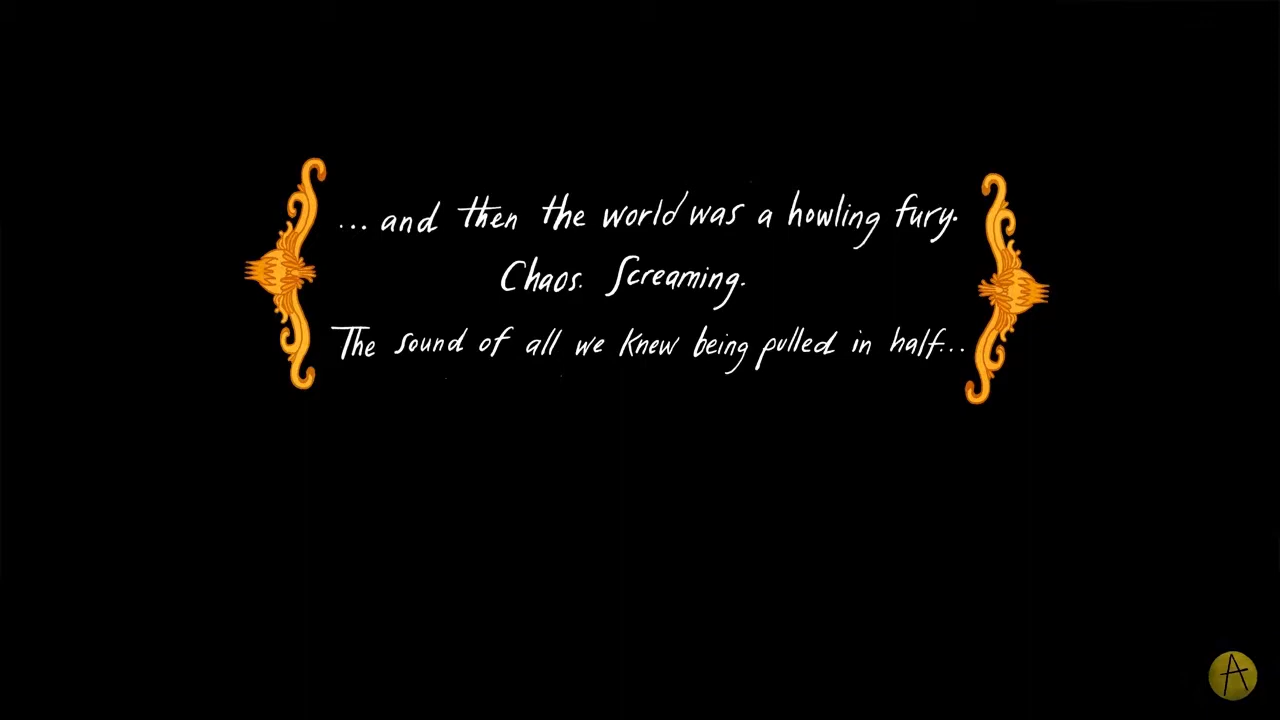 ...and then the world was a howling fury.
Chaos. Screaming.
The sound of all we knew being pulled in half...
A